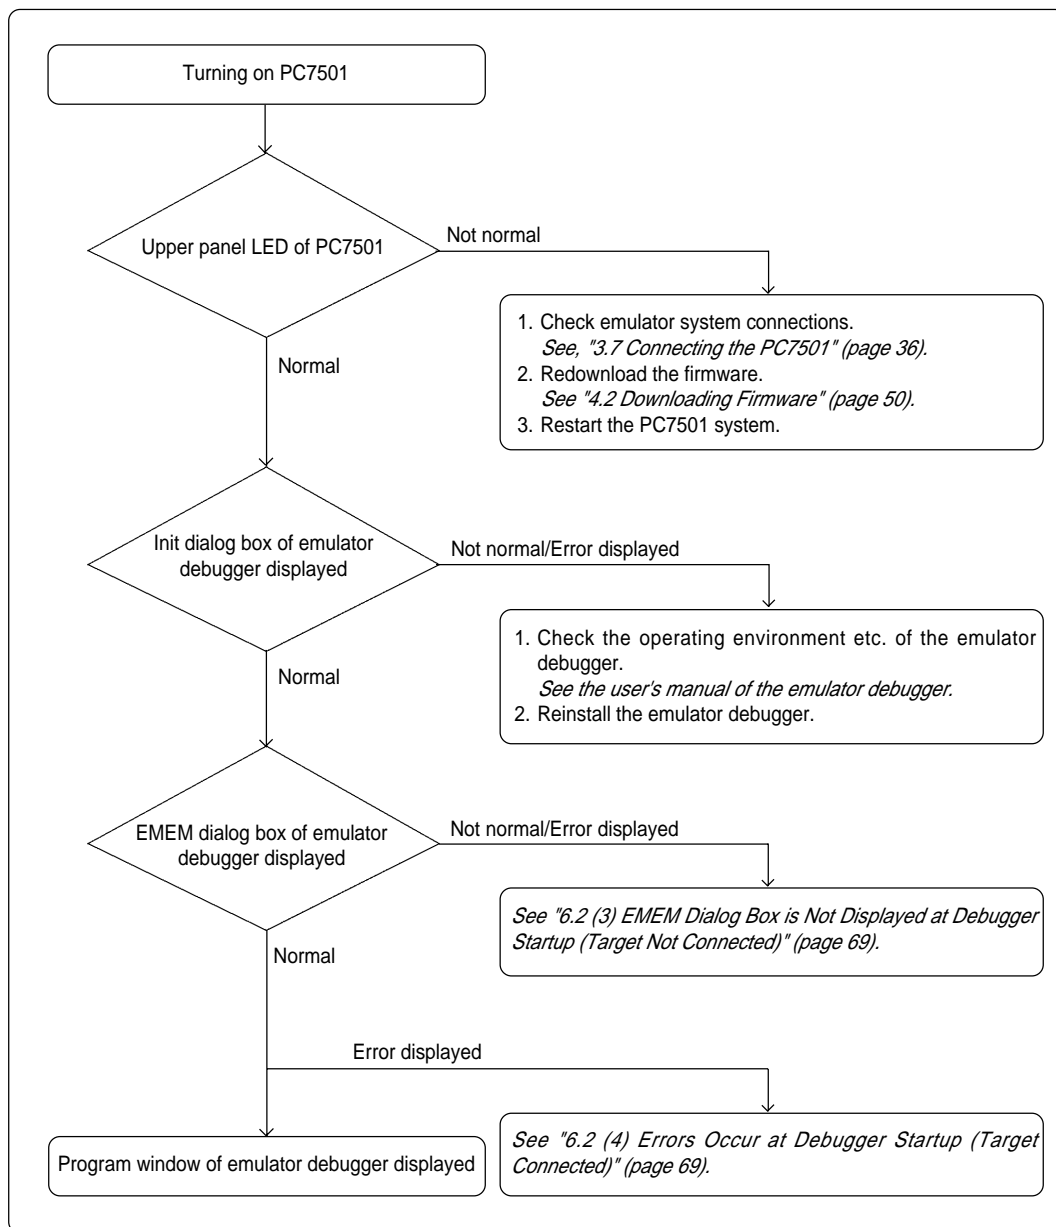 Turning on PC7501
Upper panel LED of PC7501
Not normal
Normal
1. Check emulator system connections.
See, "3.7 Connecting the PC7501" (page 36).
2. Redownload the firmware.
See "4.2 Downloading Firmware" (page 50).
3. Restart the PC7501 system.
Init dialog box of emulator
debugger displayed
Not normal/Error displayed
Normal
1. Check the operating environment etc. of the emulator
debugger.
See the user's manual of the emulator debugger.
2. Reinstall the emulator debugger.
EMEM dialog box of emulator
debugger displayed
Not normal/Error displayed
Normal
See "6.2 (3) EMEM Dialog Box is Not Displayed at Debugger
Startup (Target Not Connected)" (page 69).
Error displayed
Program window of emulator debugger displayed
See "6.2 (4) Errors Occur at Debugger Startup (Target
Connected)" (page 69).